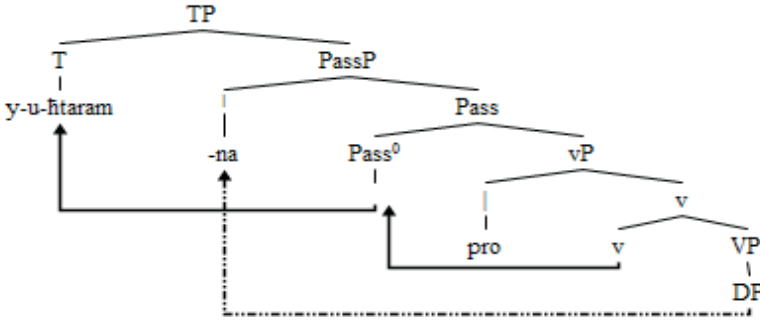 TP
T PassP
y-u-ħtaram Pass
-na Pass⁰ vP
v
pro v VP
DP